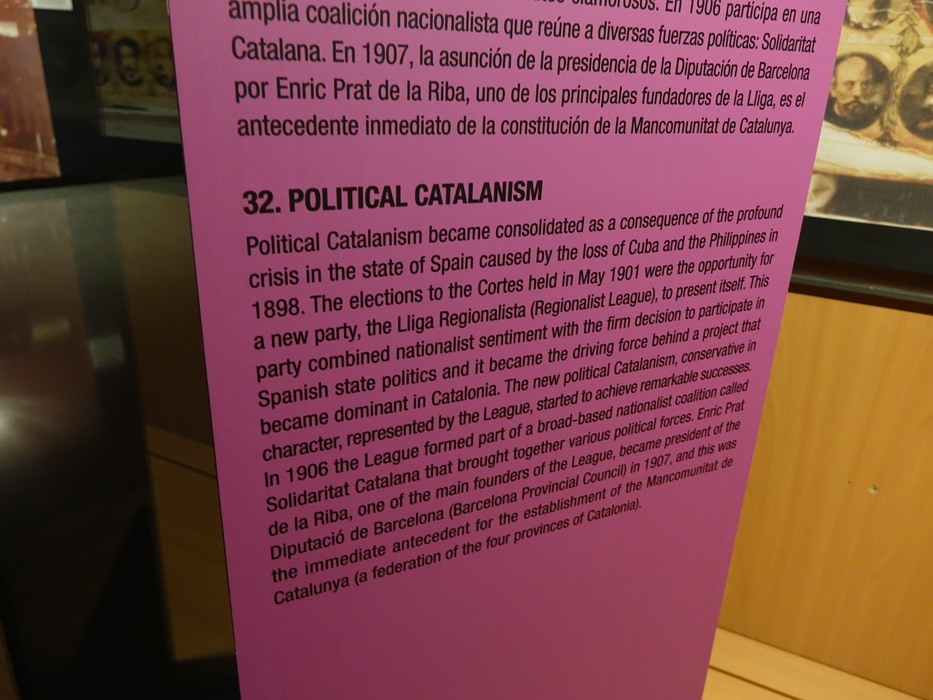 clamorosos. En 1906 participa en una
amplia coalición nacionalista que reúne a diversas fuerzas políticas: Solidaritat
Catalana. En 1907, la asunción de la presidencia de la Diputación de Barcelona
por Enric Prat de la Riba, uno de los principales fundadores de la Lliga, es el
antecedente inmediato de la constitución de la Mancomunitat de Catalunya.
32. POLITICAL CATALANISM
Political Catalanism became consolidated as a consequence of the profound
crisis in the state of Spain caused by the loss of Cuba and the Philippines in
1898. The elections to the Cortes held in May 1901 were the opportunity for
a new party, the Lliga Regionalista (Regionalist League), to present itself. This
party combined nationalist sentiment with the firm decision to participate in
Spanish state politics and it became the driving force behind a project that
became dominant in Catalonia. The new political Catalanism, conservative in
character, represented by the League, started to achieve remarkable successes.
In 1906 the League formed part of a broad-based nationalist coalition called
Solidaritat Catalana that brought together various political forces. Enric Prat
de la Riba, one of the main founders of the League, became president of the
Diputació de Barcelona (Barcelona Provincial Council) in 1907, and this was
the immediate antecedent for the establishment of the Mancomunitat de
Catalunya (a federation of the four provinces of Catalonia).